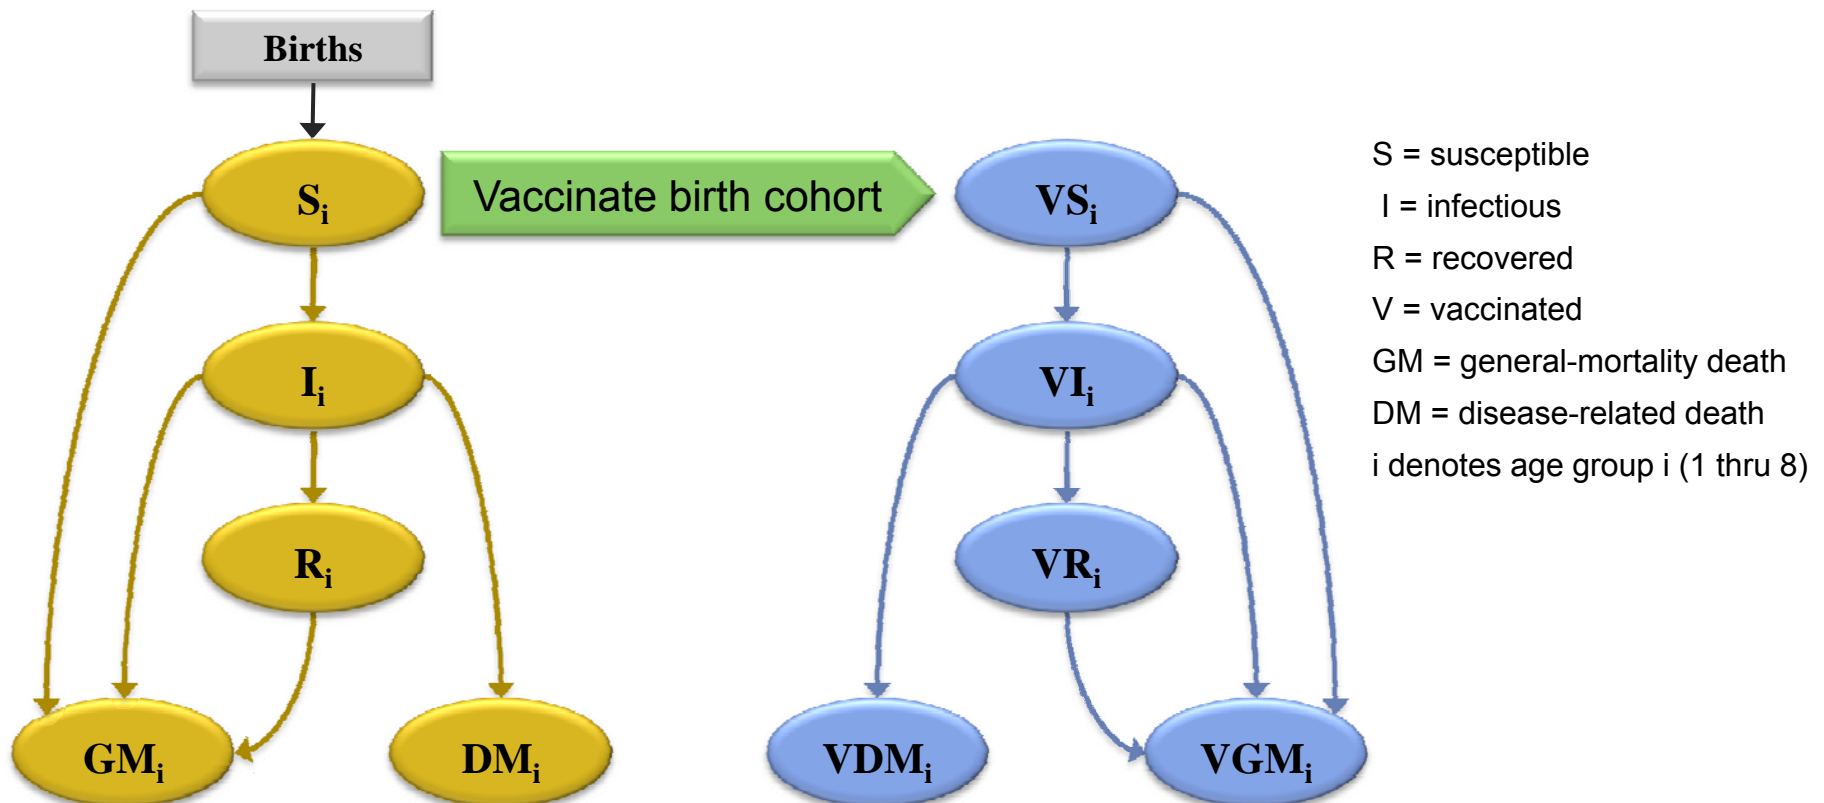 Births
Si
Vaccinate birth cohort
VSi
Ii
VIi
Ri
VRi
GMi
DMi
VDMi
VGMi
S = susceptible
I = infectious
R = recovered
V = vaccinated
GM = general-mortality death
DM = disease-related death
i denotes age group i (1 thru 8)